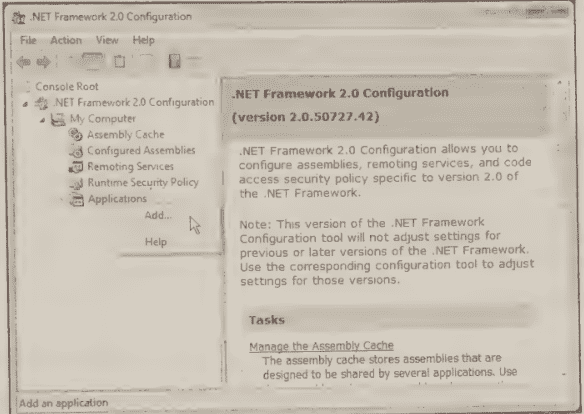 .NET Framework 2.0 Configuration
File Action View Help
Console Root
.NET Framework 2.0 Configuration
My Computer
Assembly Cache
Configured Assemblies
Remoting Services
Runtime Security Policy
Applications
Add...
Help
.NET Framework 2.0 Configuration
(version 2.0.50727.42)
.NET Framework 2.0 Configuration allows you to
configure assemblies, remoting services, and code
access security policy specific to version 2.0 of
the .NET Framework.
Note: This version of the .NET Framework
Configuration tool will not adjust settings for
previous or later versions of the .NET Framework.
Use the corresponding configuration tool to adjust
settings for those versions.
Tasks
Manage the Assembly Cache
The assembly cache stores assemblies that are
designed to be shared by several applications. Use
Add an application